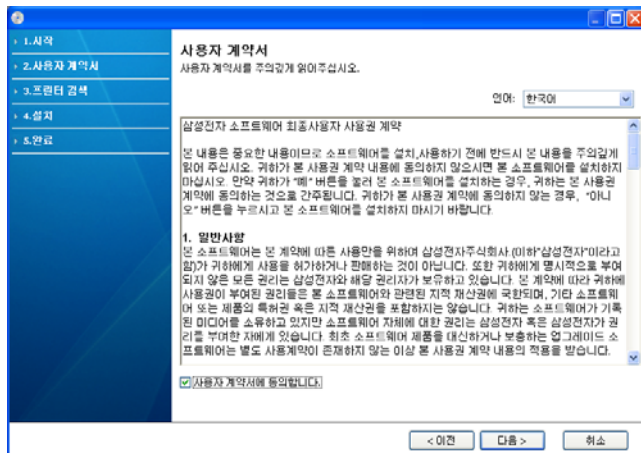 1.시작
2.사용자 계약서
3.프린터 검색
4.설치
5.완료
사용자 계약서
사용자 계약서를 주의깊게 읽어주십시오.
언어: 한국어
삼성전자 소프트웨어 최종사용자 사용권 계약
본 내용은 중요한 내용이므로 소프트웨어를 설치,사용하기 전에 반드시 본 내용을 주의깊게
읽어 주십시오. 귀하가 본 사용권 계약 내용에 동의하지 않으시면 본 소프트웨어를 설치하지
마십시오. 만약 귀하가 "예" 버튼을 눌러 본 소프트웨어를 설치하는 경우, 귀하는 본 사용권
계약에 동의하는 것으로 간주됩니다. 귀하가 본 사용권 계약에 동의하지 않는 경우, "아니
오" 버튼을 누르시고 본 소프트웨어를 설치하지 마시기 바랍니다.
1. 일반사항
본 소프트웨어는 본 계약에 따른 사용만을 위하여 삼성전자주식회사.(이하"삼성전자"이라고
함)가 귀하에게 사용을 허가하거나 판매하는 것이 아닙니다. 또한 귀하에게 명시적으로 부여
되지 않은 모든 권리는 삼성전자와 해당 권리자가 보유하고 있습니다. 본 계약에 따라 귀하에
사용권이 부여된 권리들은 본 소프트웨어와 관련된 지적 재산권에 국한되며, 기타 소프트웨
어 또는 제품의 특허권 혹은 지적 재산권을 포함하지는 않습니다. 귀하는 소프트웨어가 기록
된 미디어를 소유하고 있지만 소프트웨어 자체에 대한 권리는 삼성전자 혹은 삼성전자가 권
리를 부여한 자에게 있습니다. 최초 소프트웨어 제품을 대신하거나 보충하는 업그레이드 소
프트웨어는 별도 사용계약이 존재하지 않는 이상 본 사용권 계약 내용의 적용을 받습니다.
사용자 계약서에 동의합니다.
< 이전 다음 > 취소